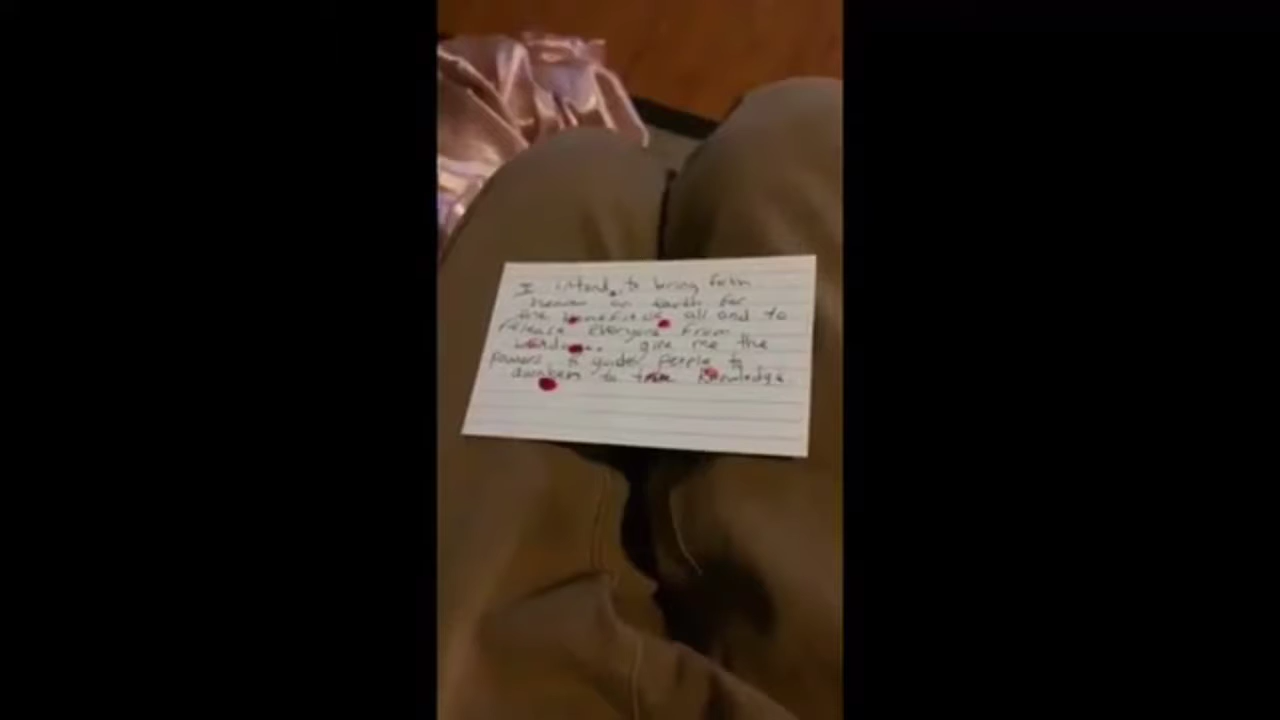 I intend to bring forth
heaven on earth for
the benefit of all and to
release everyone from
give me the
powers to guide people to
to true knowledge